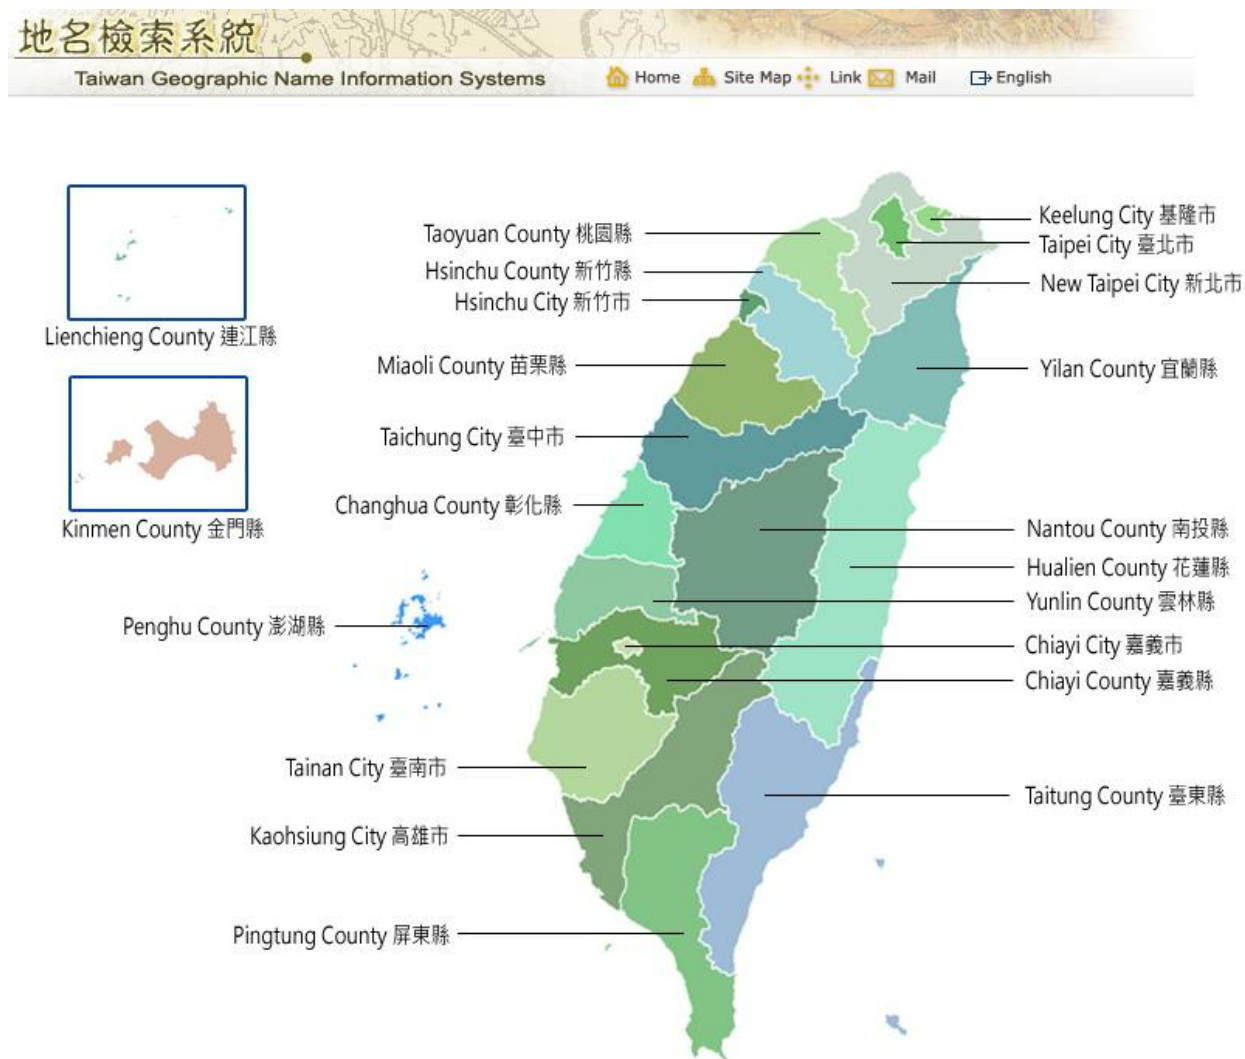 地名檢索系統
Taiwan Geographic Name Information Systems
Home Site Map Link Mail English
Lienchieng County 連江縣
Kinmen County 金門縣
Penghu County 澎湖縣
Taoyuan County 桃園縣
Hsinchu County 新竹縣
Hsinchu City 新竹市
Miaoli County 苗栗縣
Taichung City 臺中市
Changhua County 彰化縣
Tainan City 臺南市
Kaohsiung City 高雄市
Pingtung County 屏東縣
Keelung City 基隆市
Taipei City 臺北市
New Taipei City 新北市
Yilan County 宜蘭縣
Nantou County 南投縣
Hualien County 花蓮縣
Yunlin County 雲林縣
Chiayi City 嘉義市
Chiayi County 嘉義縣
Taitung County 臺東縣